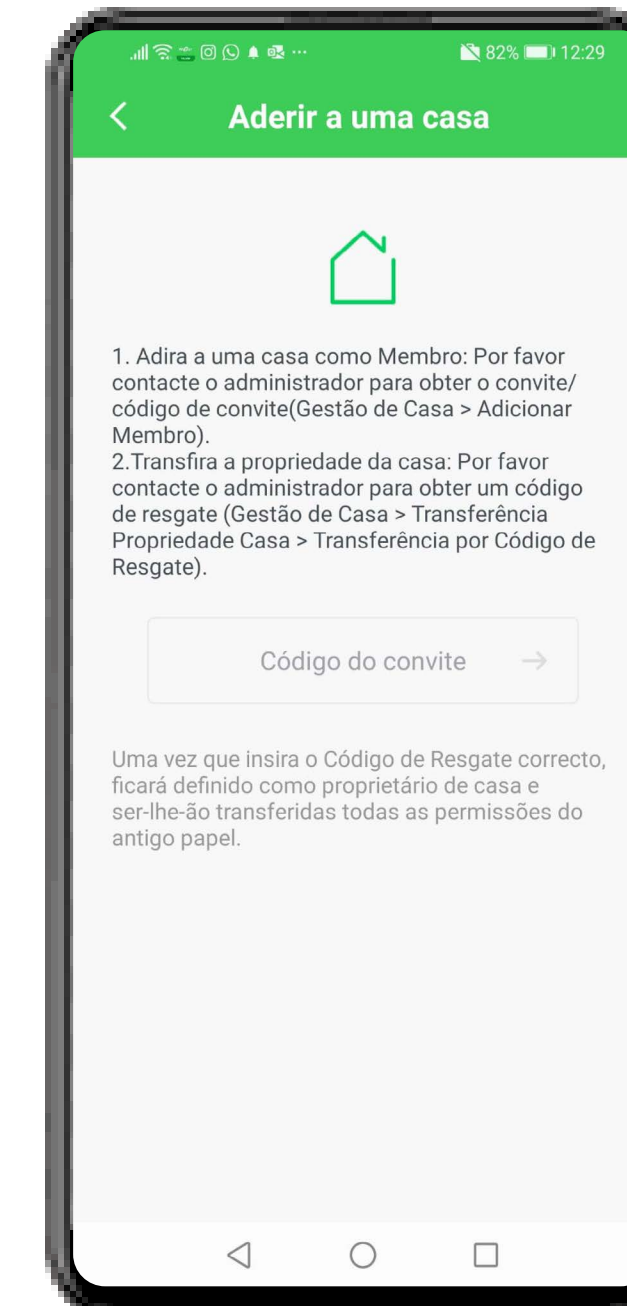 82% 12:29
Aderir a uma casa
1. Adira a uma casa como Membro: Por favor
contacte o administrador para obter o convite/
código de convite(Gestão de Casa > Adicionar
Membro).
2.Transfira a propriedade da casa: Por favor
contacte o administrador para obter um código
de resgate (Gestão de Casa > Transferência
Propriedade Casa > Transferência por Código de
Resgate).
Código do convite
Uma vez que insira o Código de Resgate correcto,
ficará definido como proprietário de casa e
ser-lhe-ão transferidas todas as permissões do
antigo papel.